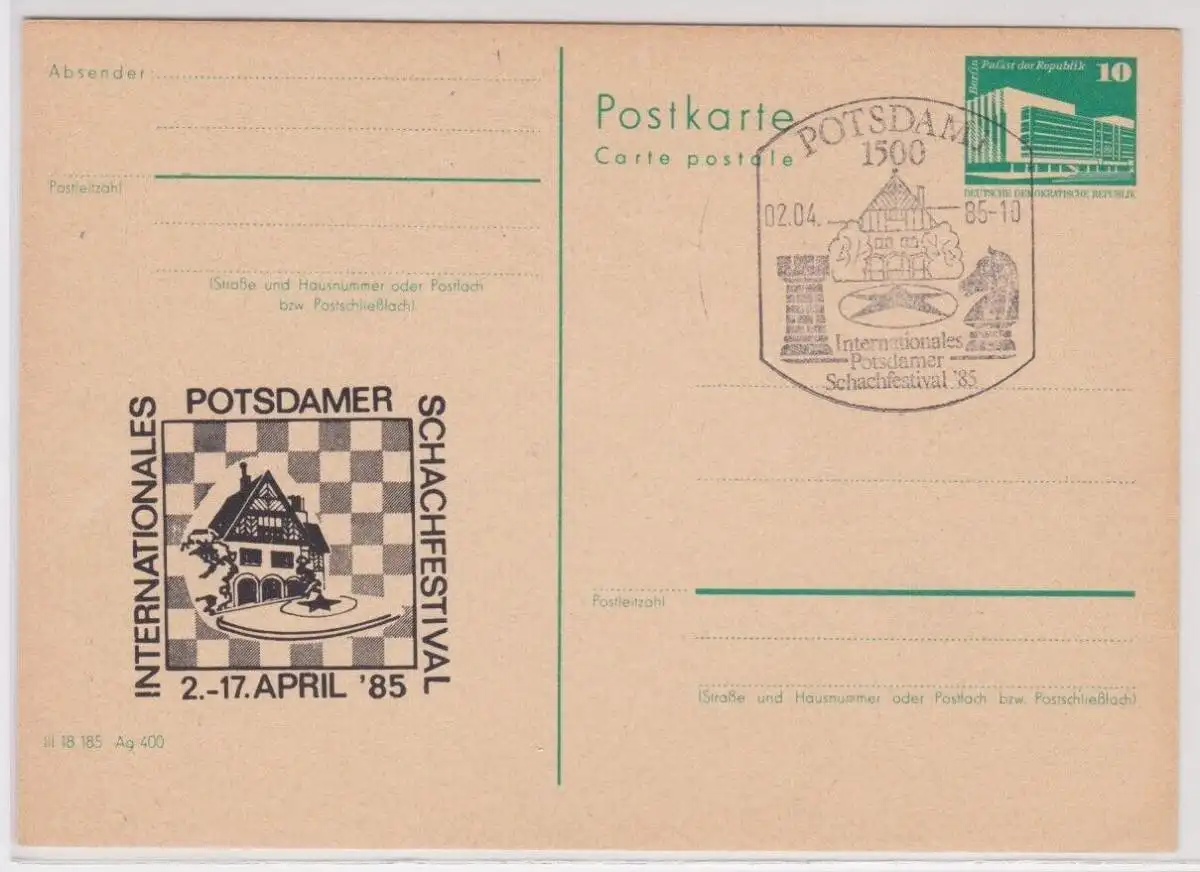 Absender
Postleitzahl
(Straße und Hausnummer oder Postfach
bzw. Postschließfach)
INTERNATIONALES
POTSDAMER
SCHACHFESTIVAL
2.-17. APRIL '85
III 18 185 Ag 400
Postkarte
Carte postale
Berlin
Palast der Republik
10
DEUTSCHE DEMOKRATISCHE REPUBLIK
POTSDAM
1500
02.04.
85-10
Internationales
Potsdamer
Schachfestival '85
Postleitzahl
(Straße und Hausnummer oder Postfach bzw. Postschließfach)